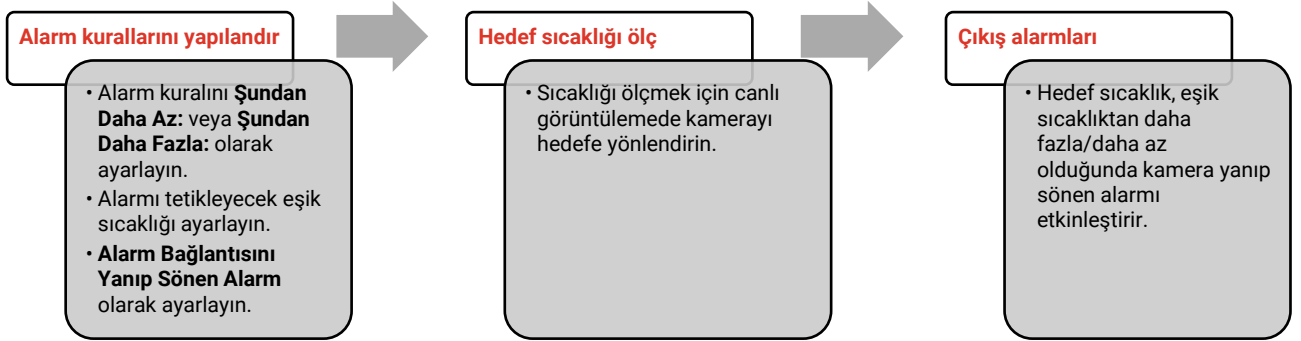 Alarm kurallarını yapılandır
• Alarm kuralını Şundan
Daha Az: veya Şundan
Daha Fazla: olarak
ayarlayın.
• Alarmı tetikleyecek eşik
sıcaklığı ayarlayın.
• Alarm Bağlantısını
Yanıp Sönen Alarm
olarak ayarlayın.
Hedef sıcaklığı ölç
• Sıcaklığı ölçmek için canlı
görüntülemede kamerayı
hedefe yönlendirin.
Çıkış alarmları
• Hedef sıcaklık, eşik
sıcaklıktan daha
fazla/daha az
olduğunda kamera yanıp
sönen alarmı
etkinleştirir.